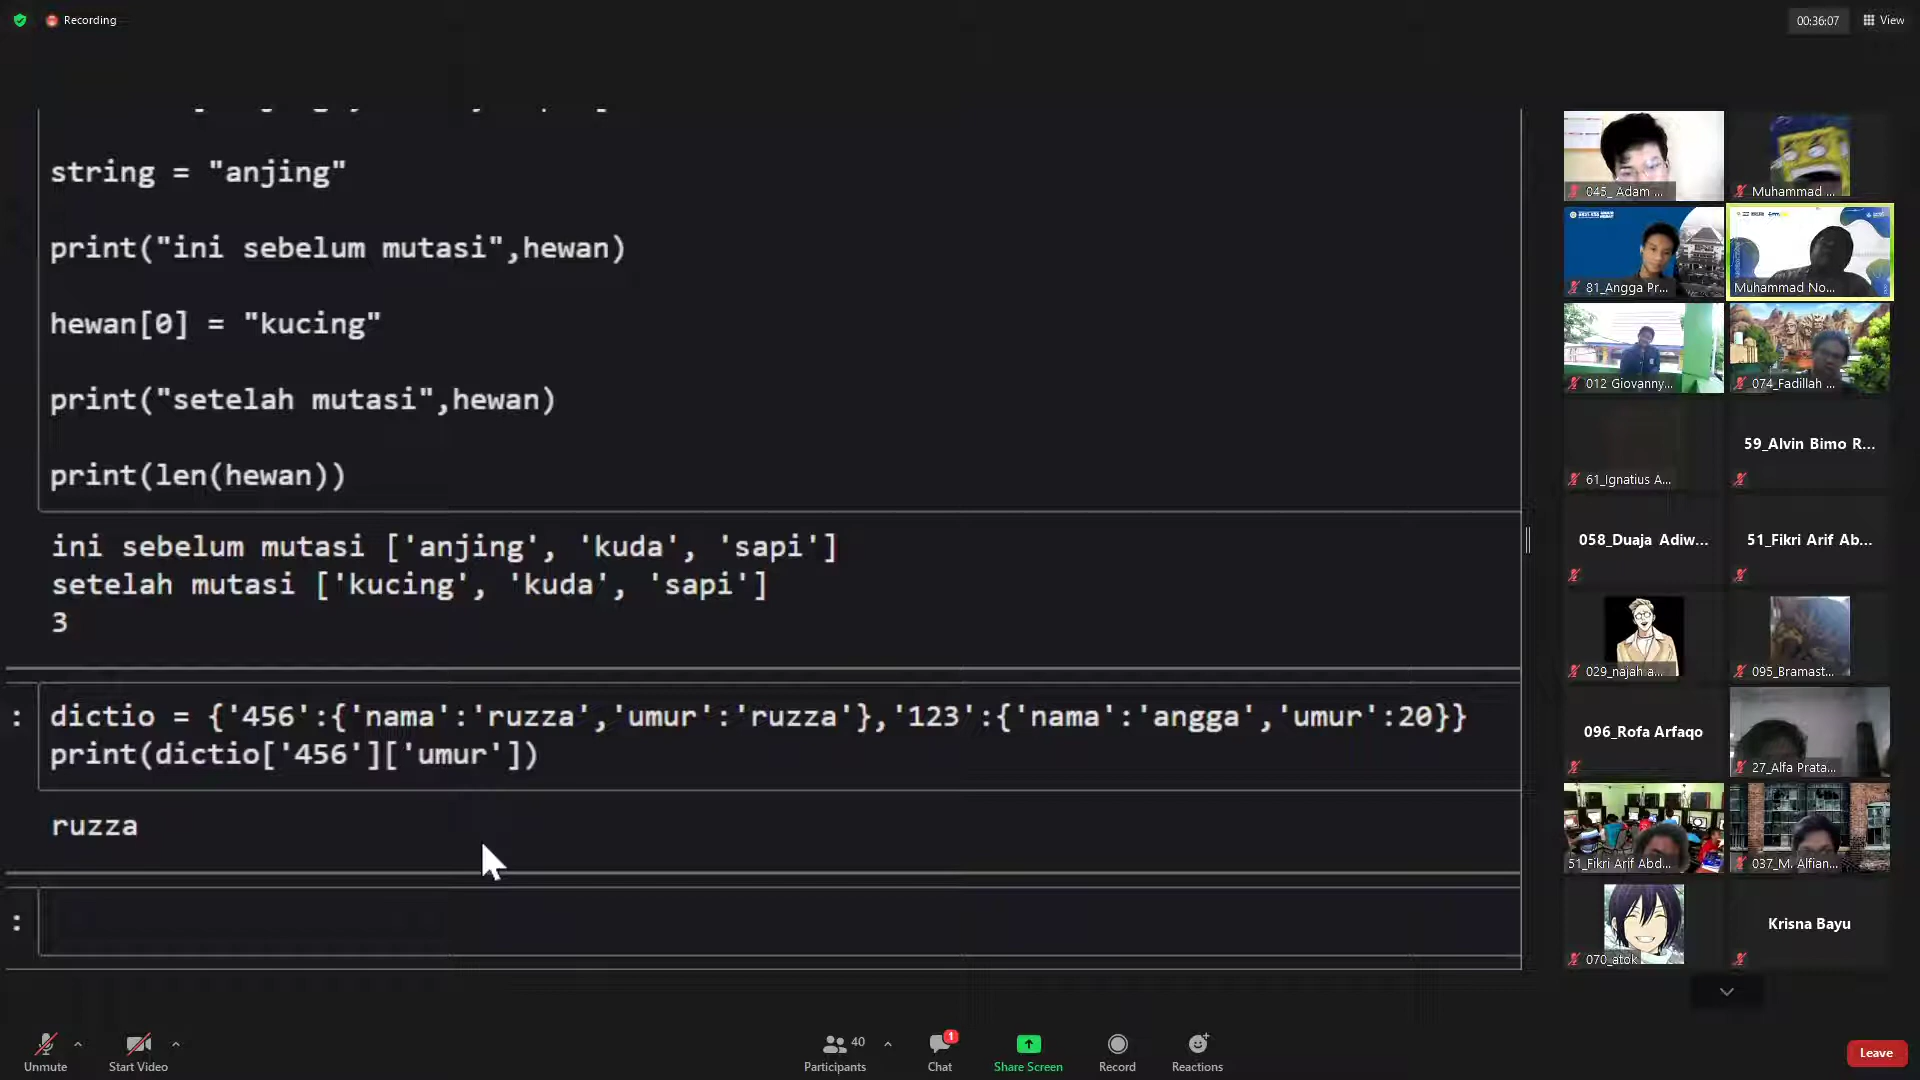 Recording
00:36:07
View
string = "anjing"
print("ini sebelum mutasi",hewan)
hewan[0] = "kucing"
print("setelah mutasi",hewan)
print(len(hewan))
ini sebelum mutasi ['anjing', 'kuda', 'sapi']
setelah mutasi ['kucing', 'kuda', 'sapi']
3
: dictio = {'456':{'nama':'ruzza','umur':'ruzza'},'123':{'nama':'angga','umur':20}}
print(dictio['456']['umur'])
ruzza
:
045_ Adam ...
Muhammad ...
81_Angga Pr...
Muhammad No...
012 Giovanny...
074_Fadillah ...
61_Ignatius A...
59_Alvin Bimo R...
058_Duaja Adiw...
51_Fikri Arif Ab...
029_najah a...
095_Bramast...
096_Rofa Arfaqo
27_Alfa Prata...
51_Fikri Arif Abd...
037_M. Alfian...
070_atok
Krisna Bayu
Unmute
Start Video
Participants
40
Chat
1
Share Screen
Record
Reactions
Leave